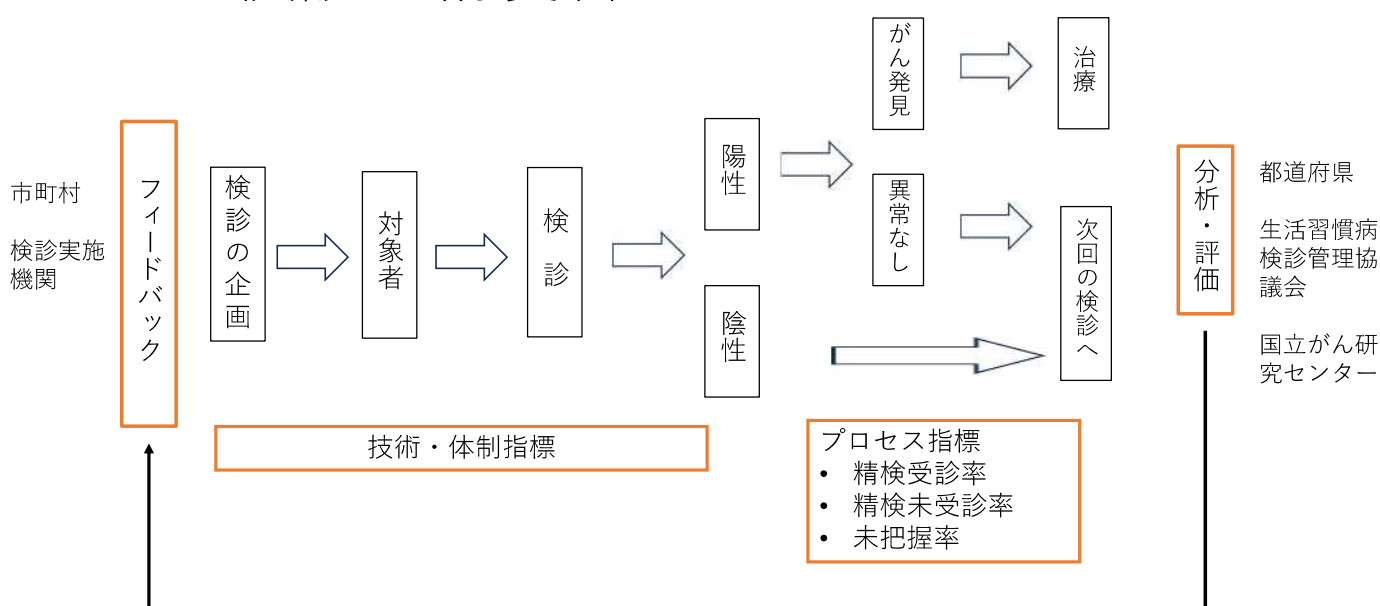 市町村
検診実施
機関
フィードバック
検診の企画
対象者
検診
陽性
陰性
がん発見
治療
異常なし
次回の検診へ
分析・評価
都道府県
生活習慣病
検診管理協
議会
国立がん研
究センター
技術・体制指標
プロセス指標
• 精検受診率
• 精検未受診率
• 未把握率